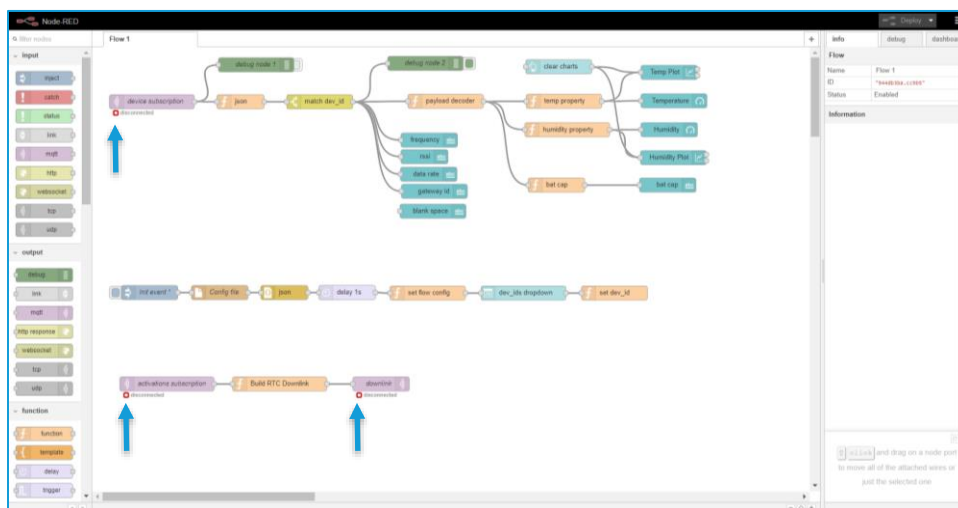 Node-RED
Deploy
filter nodes
Flow 1
info
debug
dashboa
input
inject
catch
status
link
mqtt
http
websocket
tcp
udp
output
debug
link
mqtt
http response
websocket
tcp
udp
function
function
template
delay
trigger
debug node 1
debug node 2
clear charts
Temp Plot
device subscription
disconnected
json
match dev_id
payload decoder
temp property
Temperature
humidity property
Humidity
frequency
rssi
Humidity Plot
data rate
gateway id
bat cap
bat cap
blank space
init event
Config file
json
delay 1s
set flow config
dev_ids dropdown
set dev_id
activations subscription
disconnected
Build RTC Downlink
downlink
disconnected
Flow
Name
Flow 1
ID
Status
Enabled
Information
and drag on a node port
to move all of the attached wires or
just the selected one